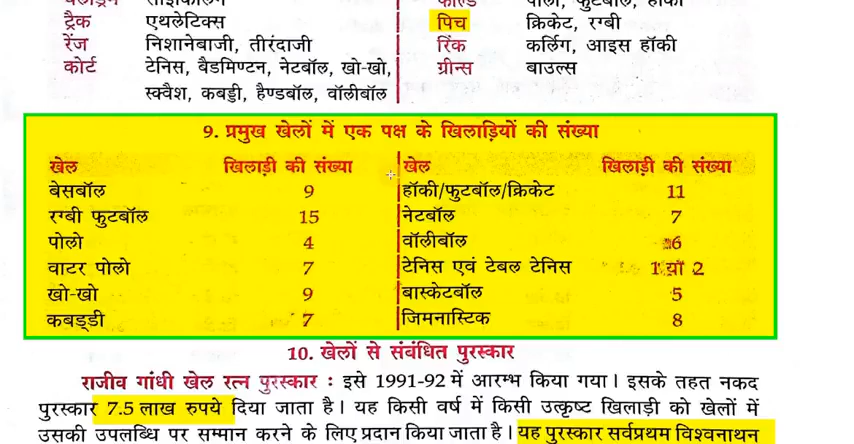 ट्रैक एथलेटिक्स
रेंज निशानेबाजी, तीरंदाजी
कोर्ट टेनिस, बैडमिण्टन, नेटबॉल, खो-खो,
स्क्वैश, कबड्डी, हैण्डबॉल, वॉलीबॉल
पोलो, फुटबॉल, हॉकी
पिच क्रिकेट, रग्बी
रिंक कर्लिंग, आइस हॉकी
ग्रीन्स बाउल्स
9. प्रमुख खेलों में एक पक्ष के खिलाड़ियों की संख्या
खेल खिलाड़ी की संख्या
बेसबॉल 9
रग्बी फुटबॉल 15
पोलो 4
वाटर पोलो 7
खो-खो 9
कबड्डी 7
खेल खिलाड़ी की संख्या
हॉकी/फुटबॉल/क्रिकेट 11
नेटबॉल 7
वॉलीबॉल 6
टेनिस एवं टेबल टेनिस 1 या 2
बास्केटबॉल 5
जिमनास्टिक 8
10. खेलों से संबंधित पुरस्कार
राजीव गांधी खेल रत्न पुरस्कार : इसे 1991-92 में आरम्भ किया गया। इसके तहत नकद
पुरस्कार 7.5 लाख रुपये दिया जाता है। यह किसी वर्ष में किसी उत्कृष्ट खिलाड़ी को खेलों में
उसकी उपलब्धि पर सम्मान करने के लिए प्रदान किया जाता है। यह पुरस्कार सर्वप्रथम विश्वनाथन